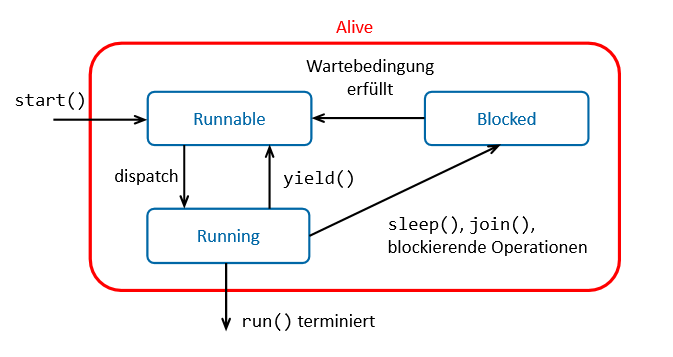 Alive
Wartebedingung
erfüllt
start()
Runnable
Blocked
dispatch
yield()
Running
sleep(), join(),
blockierende Operationen
run() terminiert